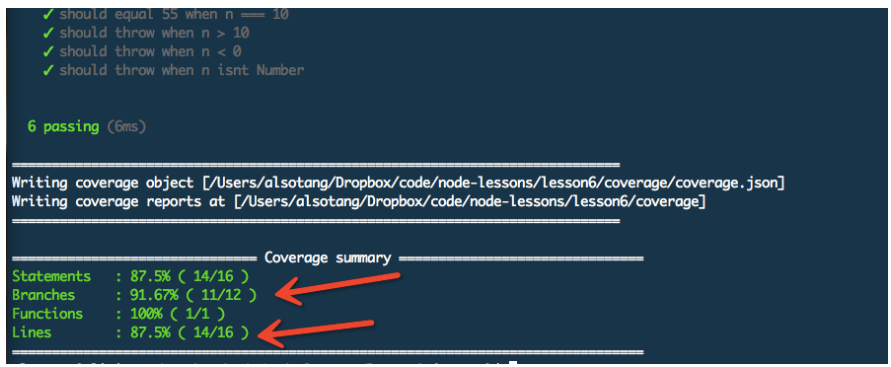 ✓ should equal 55 when n === 10
✓ should throw when n > 10
✓ should throw when n < 0
✓ should throw when n isnt Number
6 passing (6ms)
Writing coverage object [/Users/alsotang/Dropbox/code/node-lessons/lesson6/coverage/coverage.json]
Writing coverage reports at [/Users/alsotang/Dropbox/code/node-lessons/lesson6/coverage]
Coverage summary
Statements : 87.5% ( 14/16 )
Branches : 91.67% ( 11/12 )
Functions : 100% ( 1/1 )
Lines : 87.5% ( 14/16 )